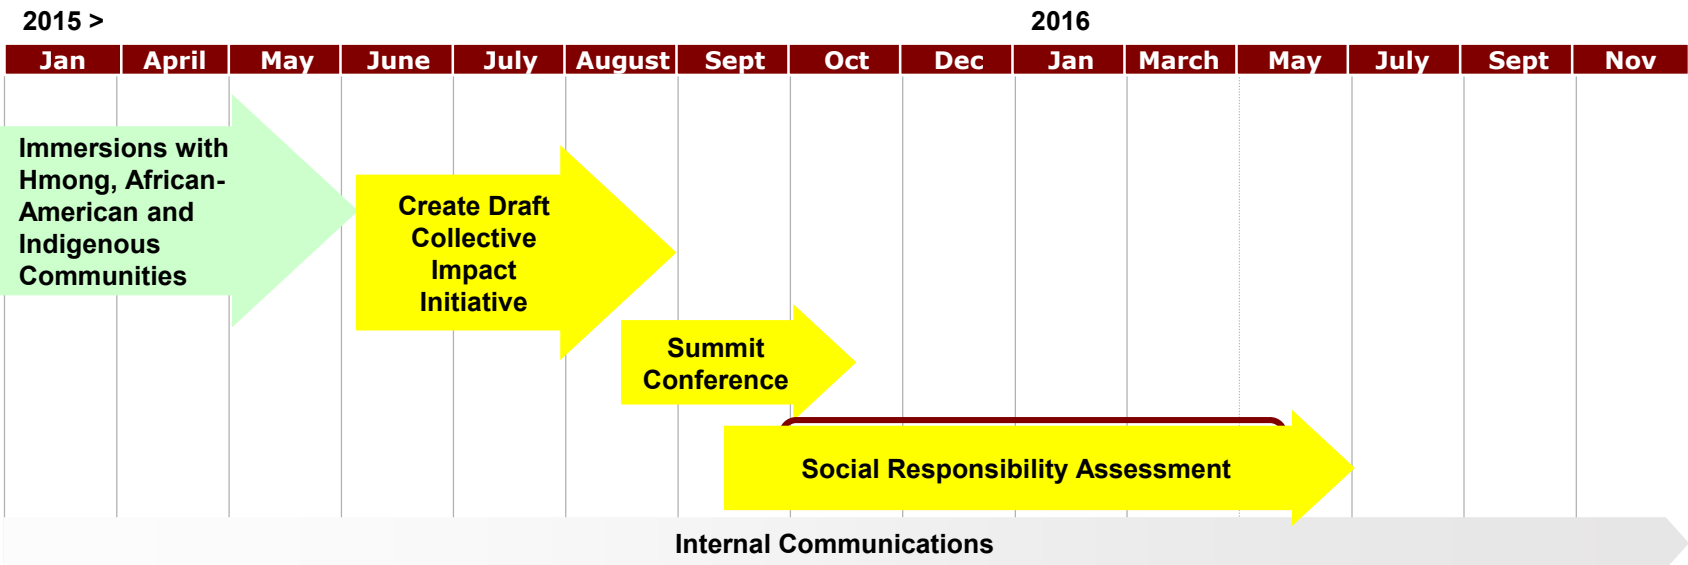 2015 > 2016
Jan April May June July August Sept Oct Dec Jan March May July Sept Nov
Immersions with
Hmong, African-
American and
Indigenous
Communities
Create Draft
Collective
Impact
Initiative
Summit
Conference
Social Responsibility Assessment
Internal Communications